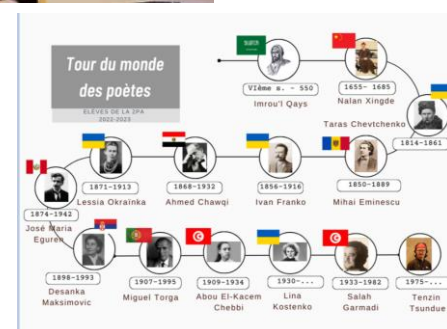 Tour du monde
des poètes
ELÈVES DE LA 2PA
2022-2023
VIème s. - 550
Imrou'l Qays
1655- 1685
Nalan Xingde
Taras Chevtchenko
1814-1861
1850-1889
Mihai Eminescu
1856-1916
Ivan Franko
1868-1932
Ahmed Chawqi
1871-1913
Lessia Okraïnka
1874-1942
José Maria
Eguren
1898-1993
Desanka
Maksimovic
1907-1995
Miguel Torga
1909-1934
Abou El-Kacem
Chebbi
1930-...
Lina
Kostenko
1933-1982
Salah
Garmadi
1975-...
Tenzin
Tsundue